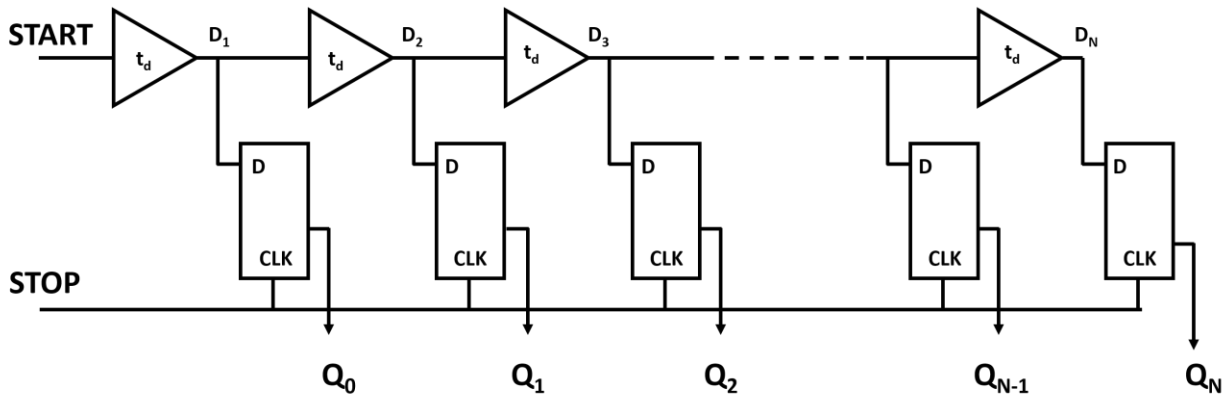 START
t_d D_1 t_d D_2 t_d D_3 t_d D_N
D D D D D
CLK CLK CLK CLK CLK
STOP
Q_0 Q_1 Q_2 Q_{N-1} Q_N